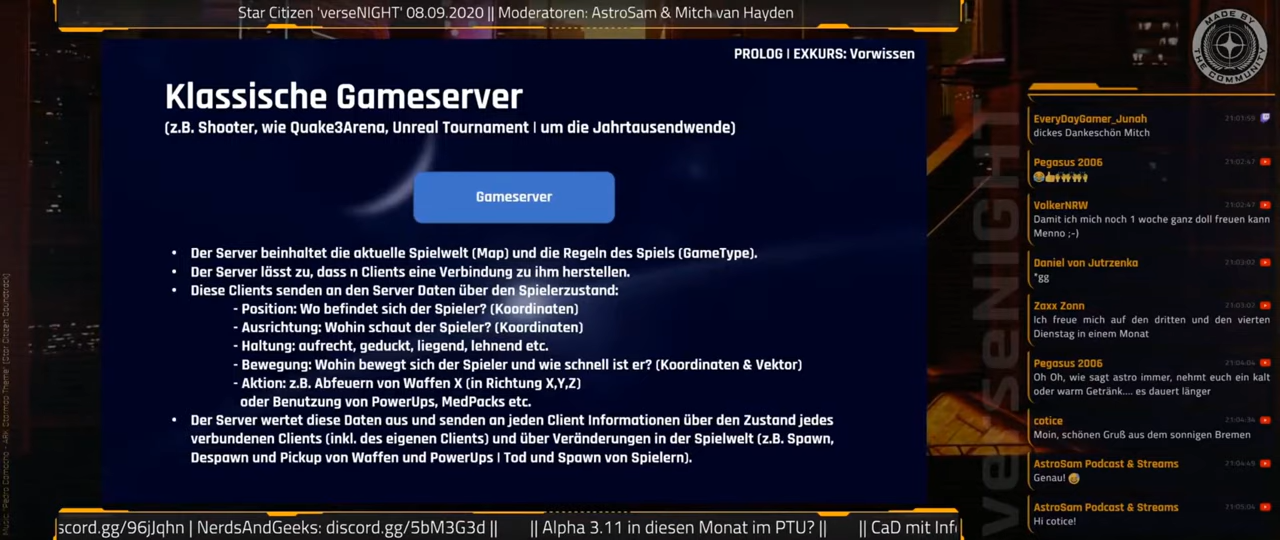 Star Citizen 'verseNIGHT' 08.09.2020 || Moderatoren: AstroSam & Mitch van Hayden
MADE BY
THE COMMUNITY
PROLOG | EXKURS: Vorwissen
Klassische Gameserver
(z.B. Shooter, wie Quake3Arena, Unreal Tournament | um die Jahrtausendwende)
Gameserver
• Der Server beinhaltet die aktuelle Spielwelt (Map) und die Regeln des Spiels (GameType).
• Der Server lässt zu, dass n Clients eine Verbindung zu ihm herstellen.
• Diese Clients senden an den Server Daten über den Spielerzustand:
- Position: Wo befindet sich der Spieler? (Koordinaten)
- Ausrichtung: Wohin schaut der Spieler? (Koordinaten)
- Haltung: aufrecht, geduckt, liegend, lehnend etc.
- Bewegung: Wohin bewegt sich der Spieler und wie schnell ist er? (Koordinaten & Vektor)
- Aktion: z.B. Abfeuern von Waffen X (in Richtung X,Y,Z)
oder Benutzung von PowerUps, MedPacks etc.
• Der Server wertet diese Daten aus und senden an jeden Client Informationen über den Zustand jedes
verbundenen Clients (inkl. des eigenen Clients) und über Veränderungen in der Spielwelt (z.B. Spawn,
Despawn und Pickup von Waffen und PowerUps | Tod und Spawn von Spielern).
verseNIGHT
EveryDayGamer_Junah 21:01:59
dickes Dankeschön Mitch
Pegasus 2006 21:02:47
VolkerNRW 21:02:47
Damit ich mich noch 1 woche ganz doll freuen kann
Menno ;-)
Daniel von Jutrzenka 21:03:02
*gg
Zaxx Zonn 21:03:07
Ich freue mich auf den dritten und den vierten
Dienstag in einem Monat
Pegasus 2006 21:04:04
Oh Oh, wie sagt astro immer, nehmt euch ein kalt
oder warm Getränk.... es dauert länger
cotice 21:04:34
Moin, schönen Gruß aus dem sonnigen Bremen
AstroSam Podcast & Streams 21:04:49
Genau!
AstroSam Podcast & Streams 21:05:04
Hi cotice!
Music: "Pedro Camacho - ARK Starmap Theme" (Star Citizen Soundtrack)
scord.gg/96jJqhn | NerdsAndGeeks: discord.gg/5bM3G3d || || Alpha 3.11 in diesen Monat im PTU? || || CaD mit Inf